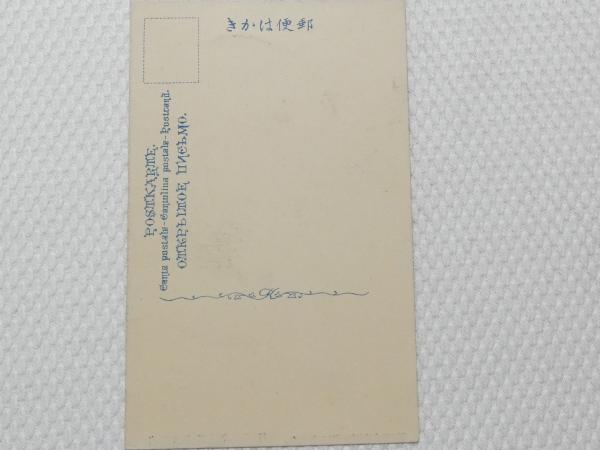 郵便はかき
POSTKARTE.
Carte postale-Cartolina postale-Postcard.
ОТКРЫТОЕ ПИСЬМО.
K